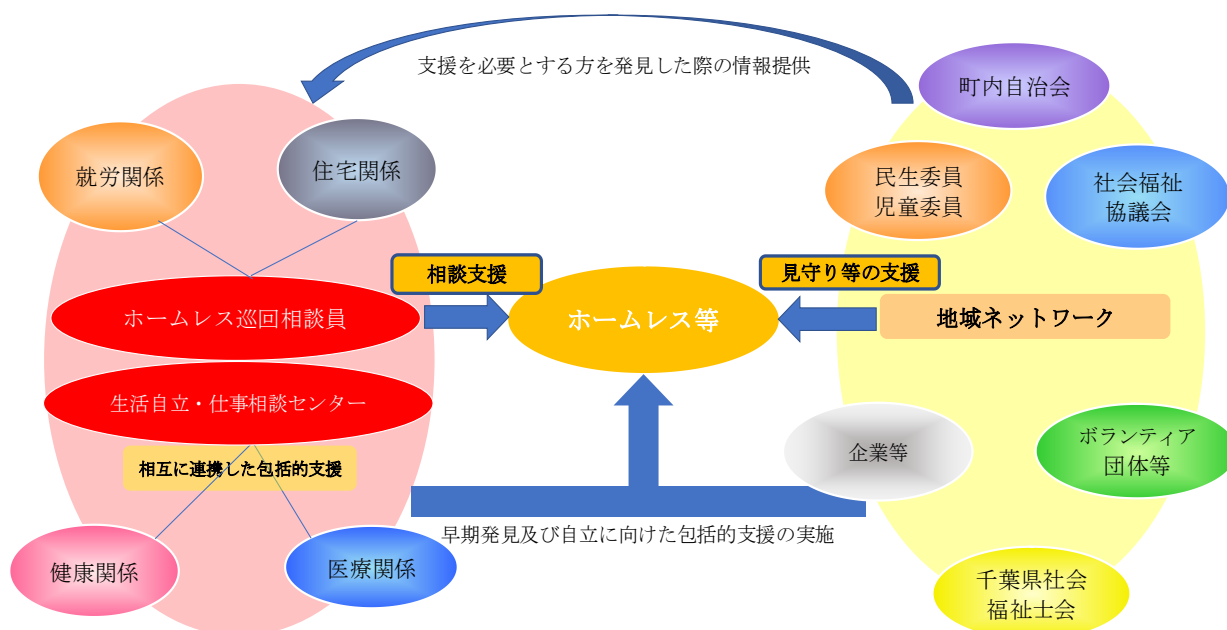 支援を必要とする方を発見した際の情報提供
町内自治会
就労関係
住宅関係
民生委員
児童委員
社会福祉
協議会
相談支援
見守り等の支援
ホームレス巡回相談員
ホームレス等
地域ネットワーク
生活自立・仕事相談センター
相互に連携した包括的支援
企業等
ボランティア
団体等
早期発見及び自立に向けた包括的支援の実施
健康関係
医療関係
千葉県社会
福祉士会